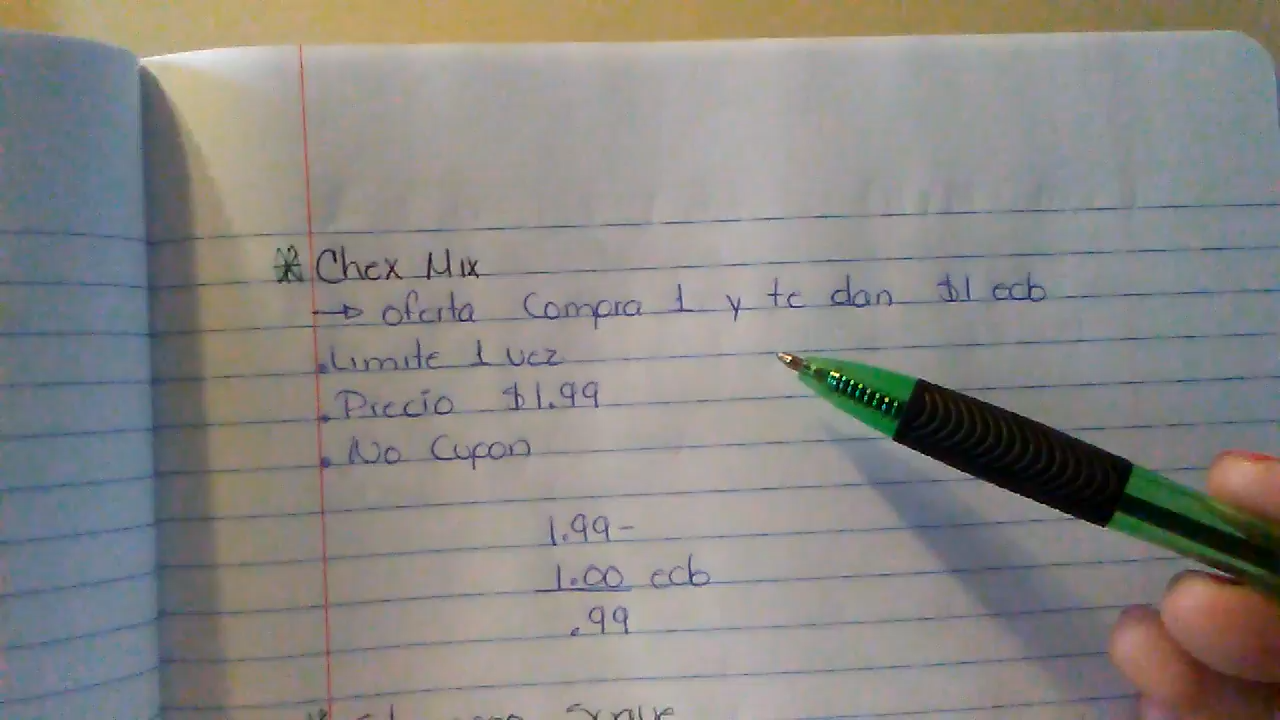 * Chex Mix
→ oferta Compra 1 y te dan $1 ecb
.Limite 1 vez
.Precio $1.99
.No Cupon
1.99-
1.00 ecb
.99